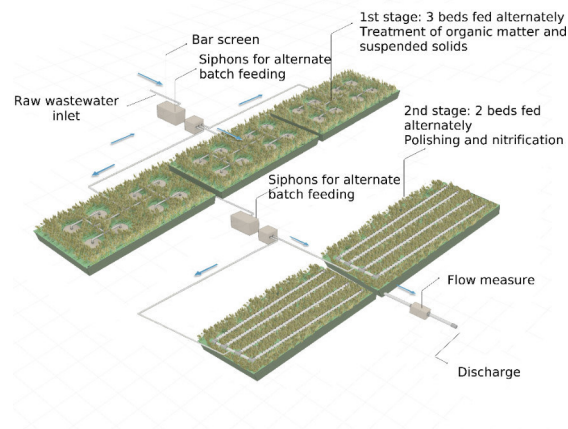 1st stage: 3 beds fed alternately
Treatment of organic matter and
suspended solids
Bar screen
Siphons for alternate
batch feeding
Raw wastewater
inlet
2nd stage: 2 beds fed
alternately
Polishing and nitrification
Siphons for alternate
batch feeding
Flow measure
Discharge